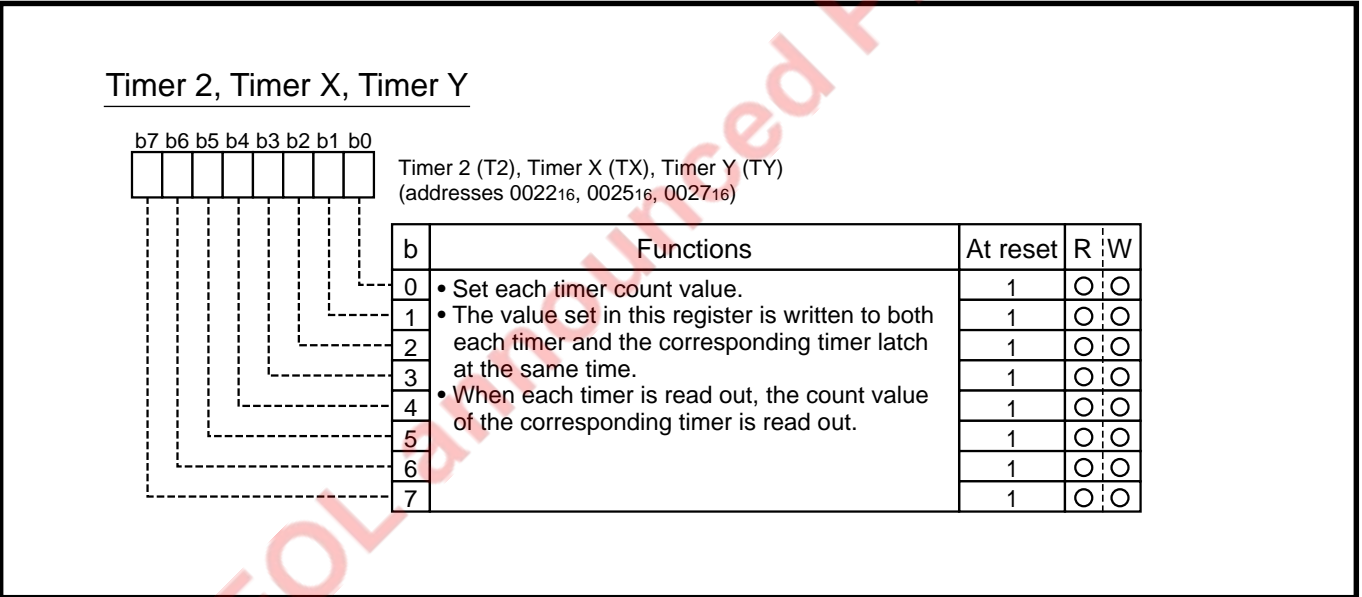 Timer 2, Timer X, Timer Y
b7 b6 b5 b4 b3 b2 b1 b0
Timer 2 (T2), Timer X (TX), Timer Y (TY)
(addresses 002216, 002516, 002716)
b Functions At reset R W
0 • Set each timer count value. 1 O O
1 • The value set in this register is written to both 1 O O
2 each timer and the corresponding timer latch 1 O O
3 at the same time. 1 O O
4 • When each timer is read out, the count value 1 O O
5 of the corresponding timer is read out. 1 O O
6 1 O O
7 1 O O
EOL announced P